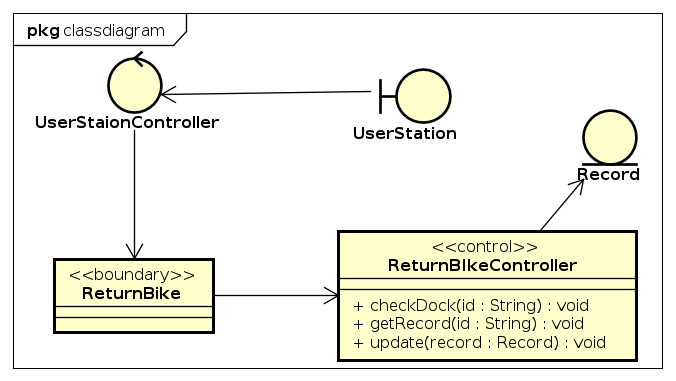 pkg classdiagram
UserStaionController
UserStation
Record
<<boundary>>
ReturnBike
<<control>>
ReturnBIkeController
+ checkDock(id : String) : void
+ getRecord(id : String) : void
+ update(record : Record) : void